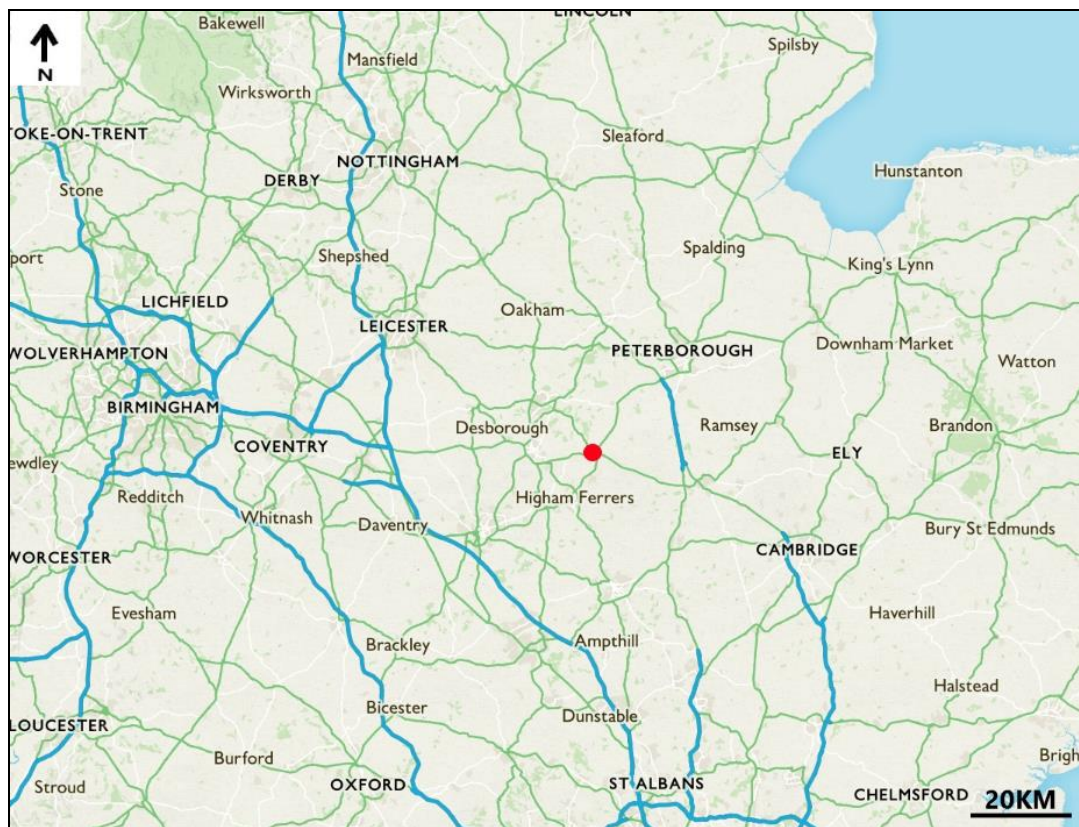 LINCOLN
Bakewell
Spilsby
Mansfield
N
Wirksworth
TOKE-ON-TRENT
Sleaford
NOTTINGHAM
DERBY
Hunstanton
Stone
Spalding
Shepshed
port
King's Lynn
LICHFIELD
Oakham
LEICESTER
WOLVERHAMPTON
PETERBOROUGH
Downham Market
Watton
BIRMINGHAM
Desborough
Ramsey
Brandon
COVENTRY
ELY
ewdley
Redditch
Higham Ferrers
Whitnash
Daventry
Bury St Edmunds
WORCESTER
CAMBRIDGE
Evesham
Haverhill
Brackley
Ampthill
Halstead
Bicester
Dunstable
LOUCESTER
Burford
Brigh
Stroud
OXFORD
ST ALBANS
CHELMSFORD
20KM